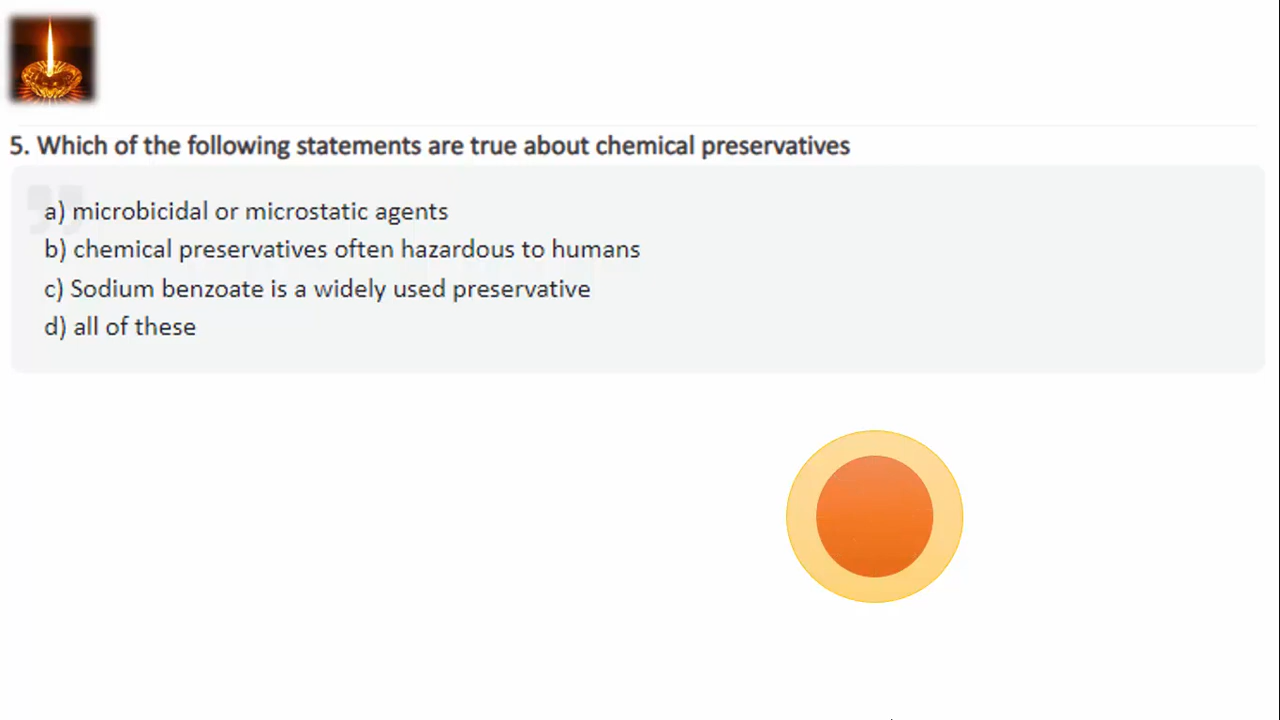 5. Which of the following statements are true about chemical preservatives
a) microbicidal or microstatic agents
b) chemical preservatives often hazardous to humans
c) Sodium benzoate is a widely used preservative
d) all of these